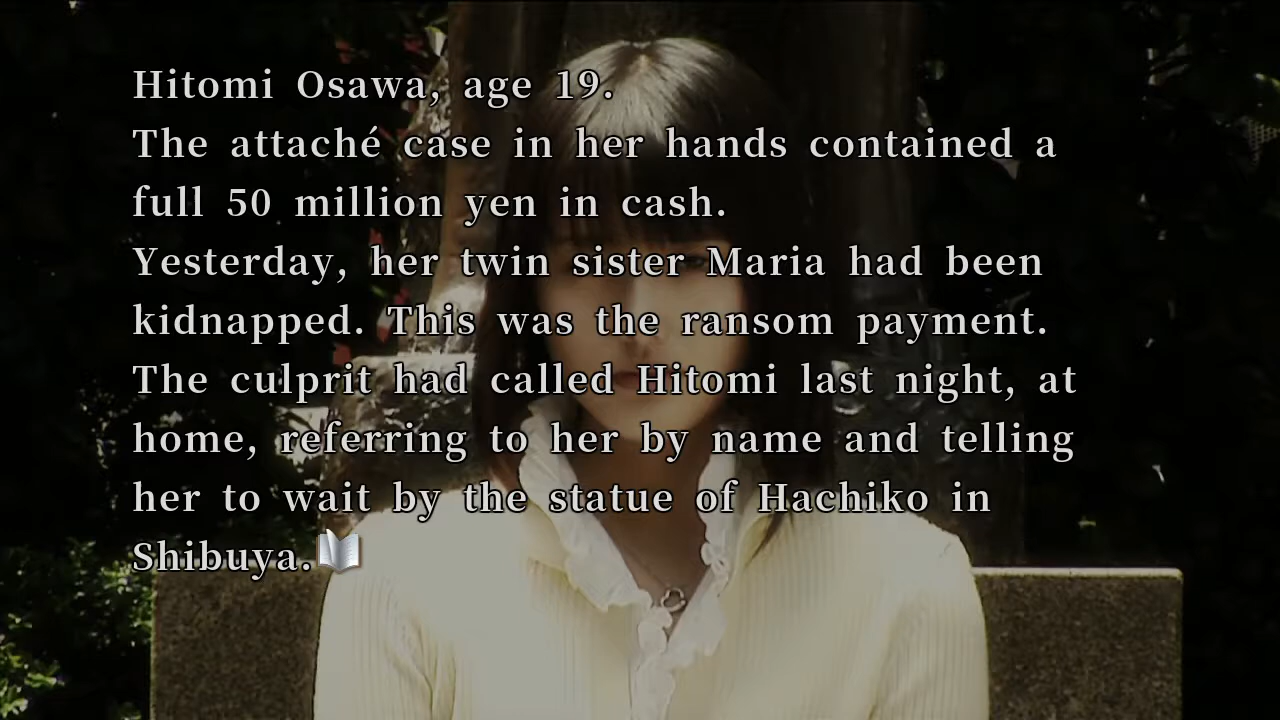 Hitomi Osawa, age 19.
The attaché case in her hands contained a
full 50 million yen in cash.
Yesterday, her twin sister Maria had been
kidnapped. This was the ransom payment.
The culprit had called Hitomi last night, at
home, referring to her by name and telling
her to wait by the statue of Hachiko in
Shibuya.